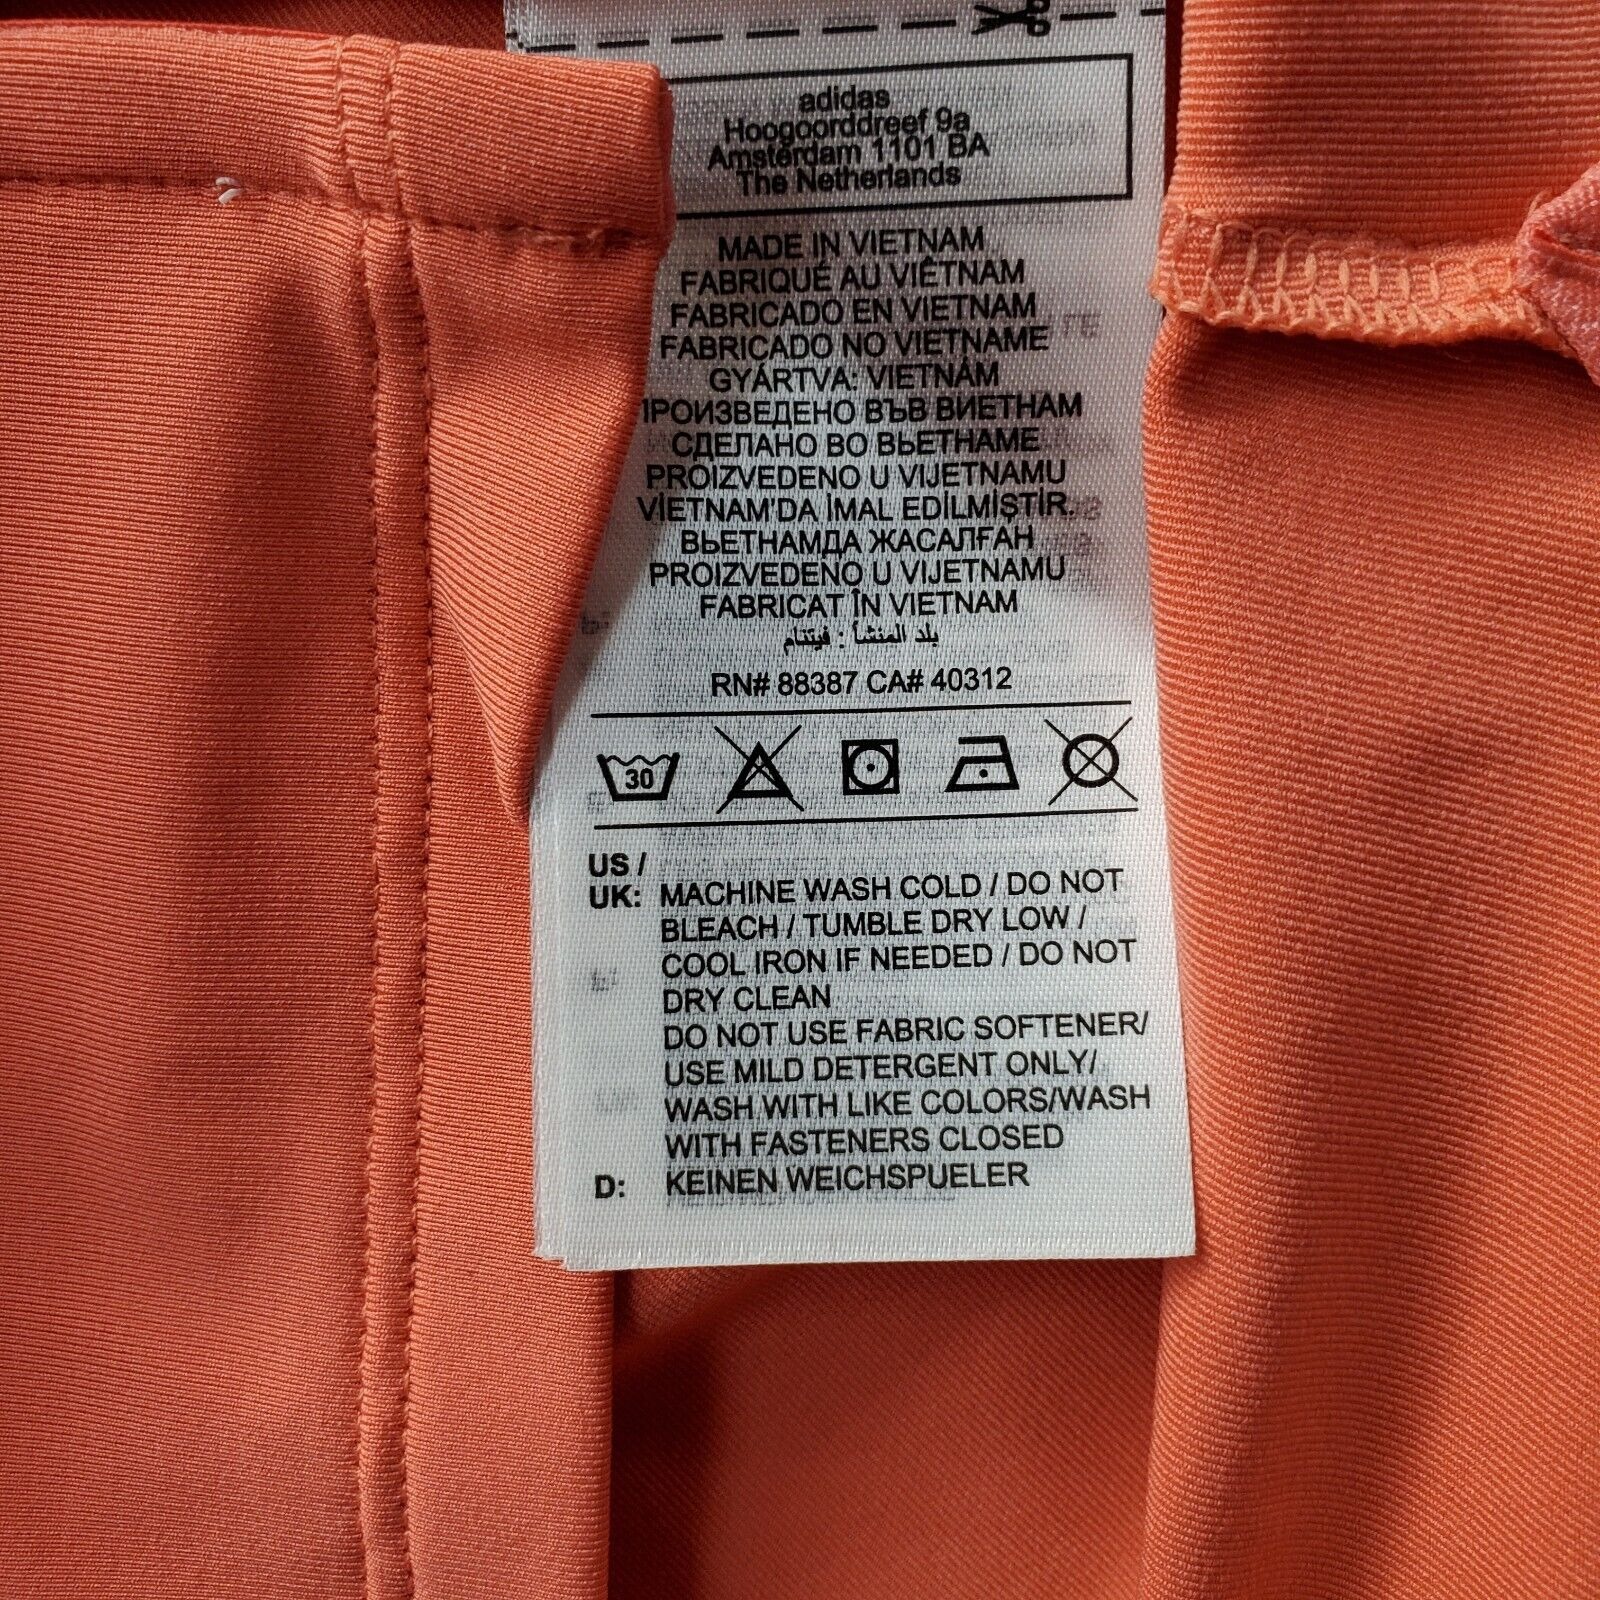 adidas
Hoogoorddreef 9a
Amsterdam 1101 BA
The Netherlands
MADE IN VIETNAM
FABRIQUÉ AU VIÊTNAM
FABRICADO EN VIETNAM
FABRICADO NO VIETNAME
GYÁRTVA: VIETNÁM
ПРОИЗВЕДЕНО ВЪВ ВИЕТНАМ
СДЕЛАНО ВО ВЬЕТНАМЕ
PROIZVEDENO U VIJETNAMU
VİETNAM'DA İMAL EDİLMİŞTİR.
ВЬЕТНАМДА ЖАСАЛҒАН
PROIZVEDENO U VIJETNAMU
FABRICAT ÎN VIETNAM
بلد المنشأ : فيتنام
RN# 88387 CA# 40312
30
US /
UK: MACHINE WASH COLD / DO NOT
BLEACH / TUMBLE DRY LOW /
COOL IRON IF NEEDED / DO NOT
DRY CLEAN
DO NOT USE FABRIC SOFTENER/
USE MILD DETERGENT ONLY/
WASH WITH LIKE COLORS/WASH
WITH FASTENERS CLOSED
D: KEINEN WEICHSPUELER